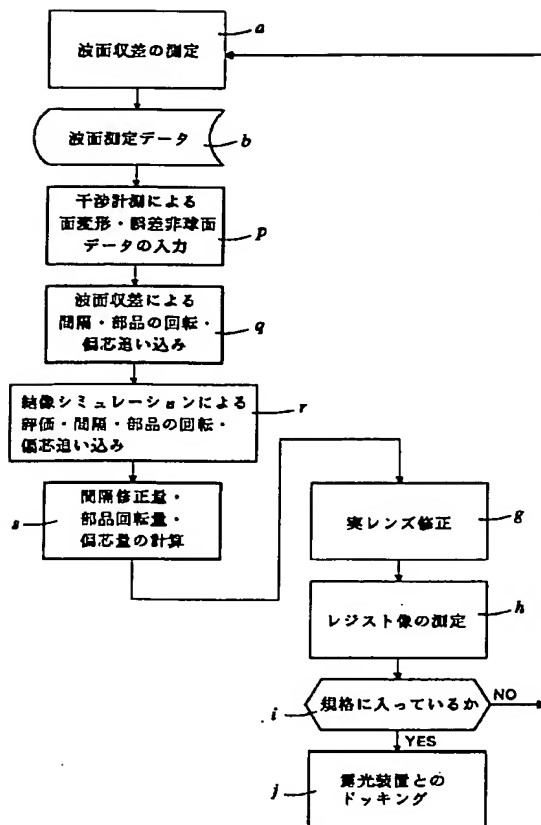 a
波面収差の測定
波面測定データ
b
干渉計測による
面変形・誤差非球面
データの入力
p
波面収差による
間隔・部品の回転・
偏芯追い込み
q
結像シミュレーションによる
評価・間隔・部品の回転・
偏芯追い込み
r
間隔修正量・
部品回転量・
偏芯量の計算
s
実レンズ修正
g
レジスト像の測定
h
規格に入っているか
i
NO
YES
露光装置との
ドッキング
j